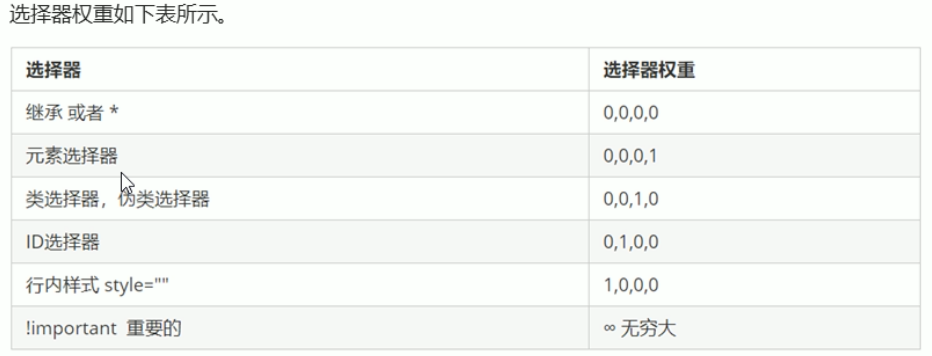 选择器权重如下表所示。
选择器 选择器权重
继承 或者 * 0,0,0,0
元素选择器 0,0,0,1
类选择器，伪类选择器 0,0,1,0
ID选择器 0,1,0,0
行内样式 style="" 1,0,0,0
!important 重要的 ∞ 无穷大